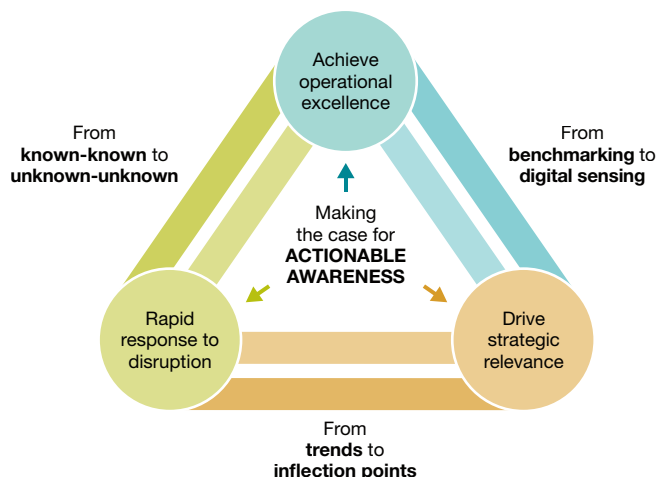 Achieve
operational
excellence
From
known-known to
unknown-unknown
From
benchmarking to
digital sensing
Making
the case for
ACTIONABLE
AWARENESS
Rapid
response to
disruption
Drive
strategic
relevance
From
trends to
inflection points